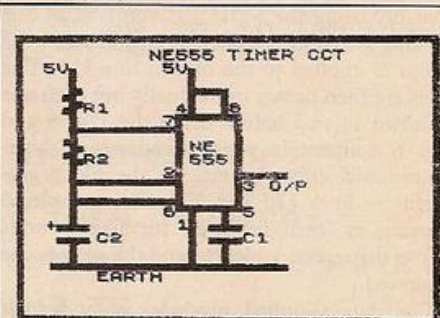 NE555 TIMER CCT
5V 5V
R1
4 8
7
R2
NE
555
2
3 O/P
6 5
1
C2 C1
EARTH